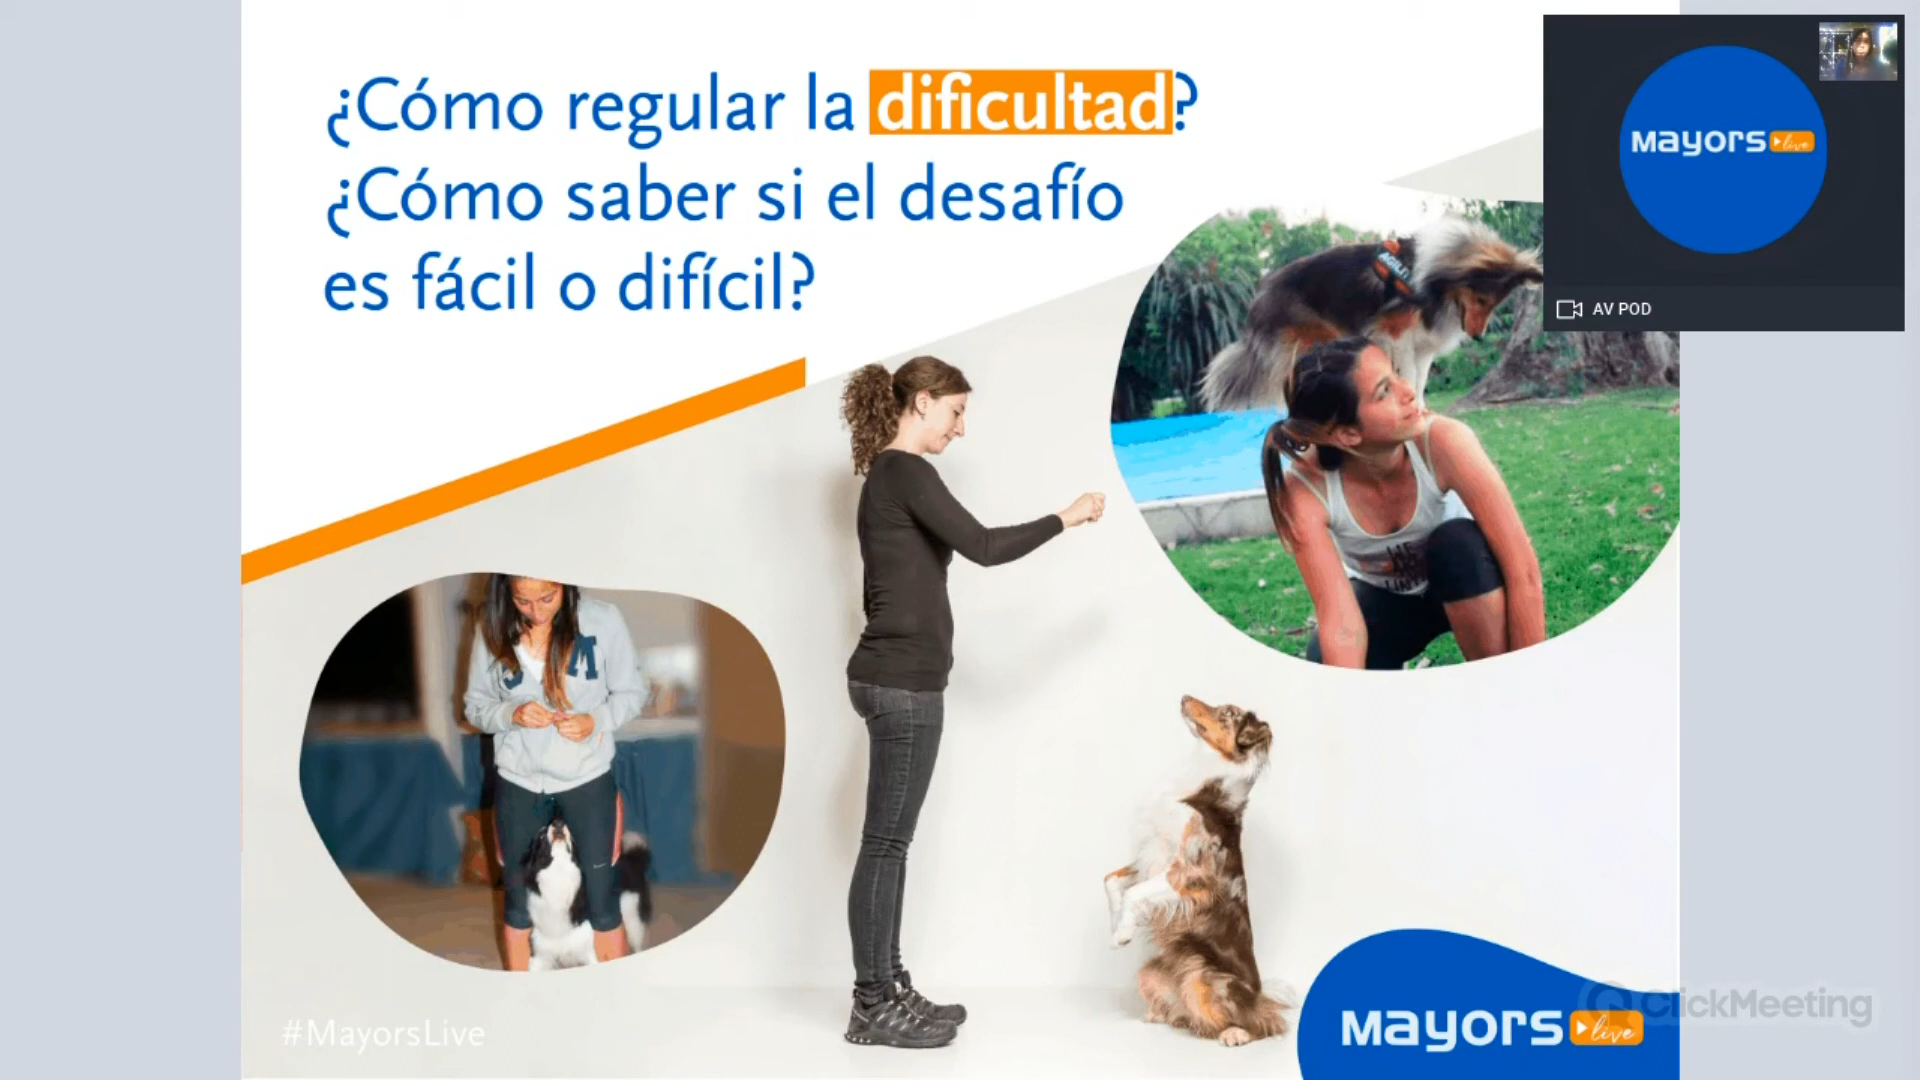 ¿Cómo regular la dificultad?
¿Cómo saber si el desafío
es fácil o difícil?
Mayors live
AV POD
AGILITY
#MayorsLive
Mayors live
ClickMeeting